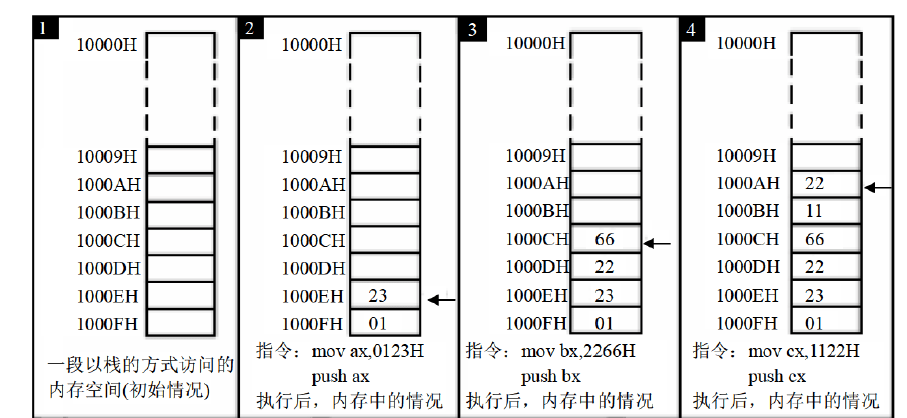 1
10000H
10009H
1000AH
1000BH
1000CH
1000DH
1000EH
1000FH
一段以栈的方式访问的
内存空间(初始情况)
2
10000H
10009H
1000AH
1000BH
1000CH
1000DH
1000EH 23
1000FH 01
指令：mov ax,0123H
push ax
执行后，内存中的情况
3
10000H
10009H
1000AH
1000BH
1000CH 66
1000DH 22
1000EH 23
1000FH 01
指令：mov bx,2266H
push bx
执行后，内存中的情况
4
10000H
10009H
1000AH 22
1000BH 11
1000CH 66
1000DH 22
1000EH 23
1000FH 01
指令：mov cx,1122H
push cx
执行后，内存中的情况